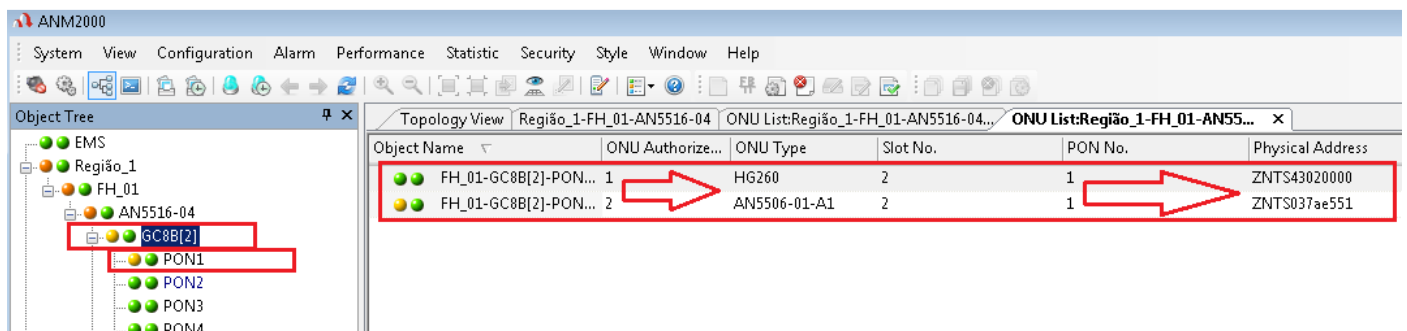 ANM2000
System View Configuration Alarm Performance Statistic Security Style Window Help
Object Tree
EMS
Região_1
FH_01
AN5516-04
GC8B[2]
PON1
PON2
PON3
PON4
Topology View Região_1-FH_01-AN5516-04 ONU List:Região_1-FH_01-AN5516-04... ONU List:Região_1-FH_01-AN55...
Object Name ONU Authorize... ONU Type Slot No. PON No. Physical Address
FH_01-GC8B[2]-PON... 1 HG260 2 1 ZNTS43020000
FH_01-GC8B[2]-PON... 2 AN5506-01-A1 2 1 ZNTS037ae551